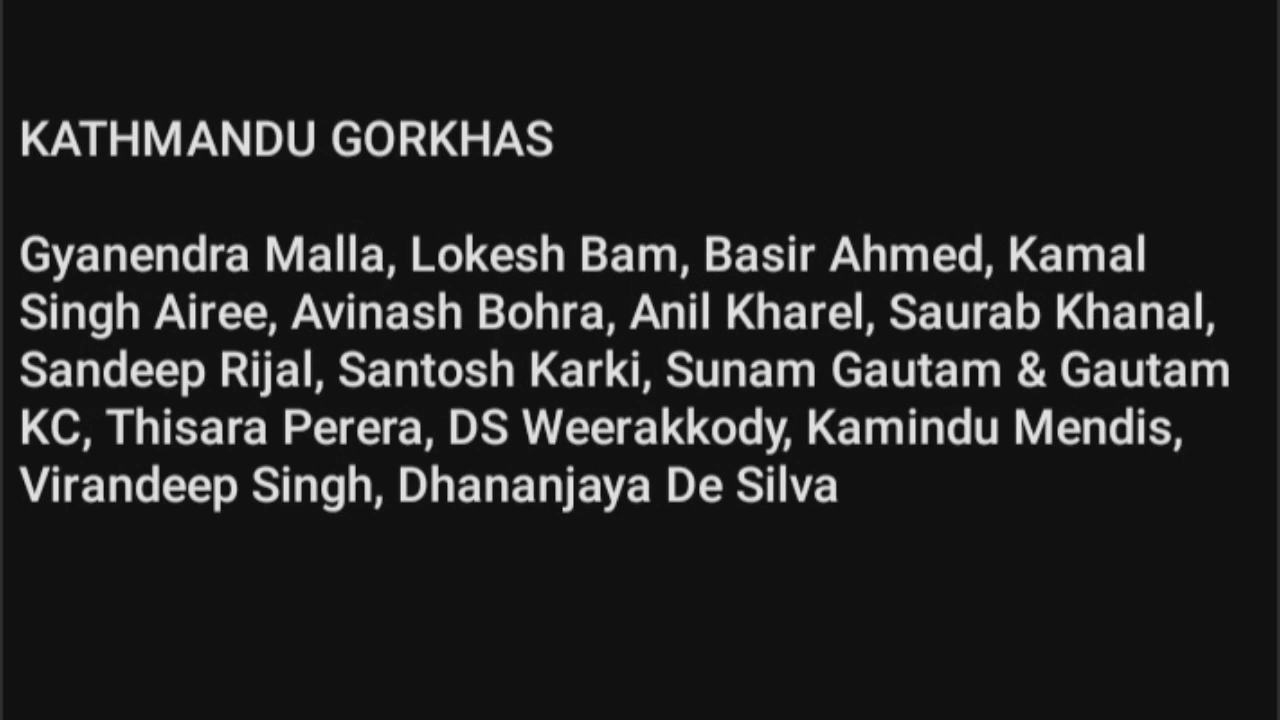 KATHMANDU GORKHAS
Gyanendra Malla, Lokesh Bam, Basir Ahmed, Kamal
Singh Airee, Avinash Bohra, Anil Kharel, Saurab Khanal,
Sandeep Rijal, Santosh Karki, Sunam Gautam & Gautam
KC, Thisara Perera, DS Weerakkody, Kamindu Mendis,
Virandeep Singh, Dhananjaya De Silva